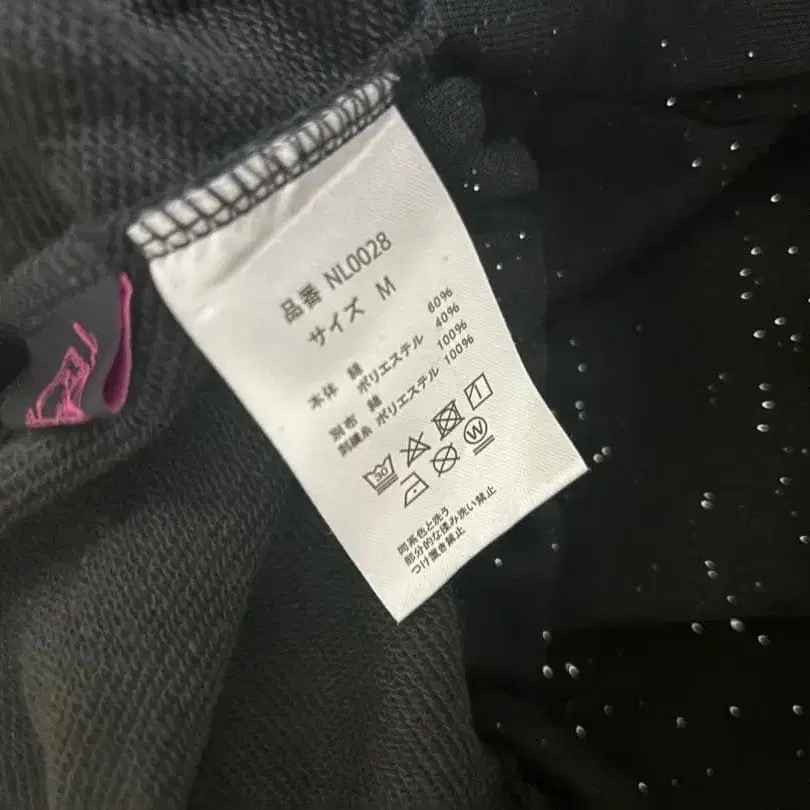 品番 NL0028
サイズ M
本体 綿 60%
ポリエステル 40%
別布 綿 100%
刺繍糸 ポリエステル 100%
30
W
同系色と洗う
部分的な揉み洗い禁止
つけ置き禁止